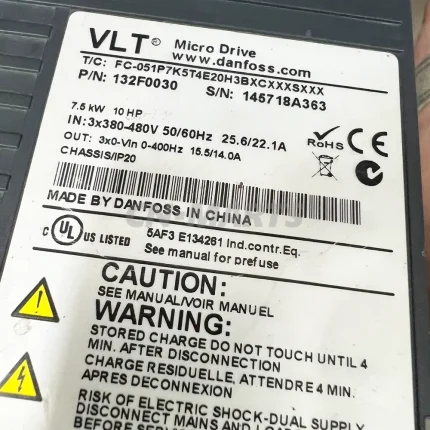 VLT® Micro Drive
www.danfoss.com
T/C: FC-051P7K5T4E20H3BXCXXXSXXX
P/N: 132F0030 S/N: 145718A363
7.5 kW 10 HP
IN: 3x380-480V 50/60Hz 25.6/22.1A
OUT: 3x0-Vin 0-400Hz 15.5/14.0A
CHASSIS/IP20
RoHS
MADE BY DANFOSS IN CHINA
C UL US LISTED 5AF3 E134261 Ind.contr.Eq.
See manual for prefuse
CAUTION:
SEE MANUAL/VOIR MANUEL
WARNING:
STORED CHARGE DO NOT TOUCH UNTIL 4
MIN. AFTER DISCONNECTION
CHARGE RESIDUELLE, ATTENDRE 4 MIN.
APRES DECONNEXION
RISK OF ELECTRIC SHOCK-DUAL SUPPLY
DISCONNECT MAINS AND